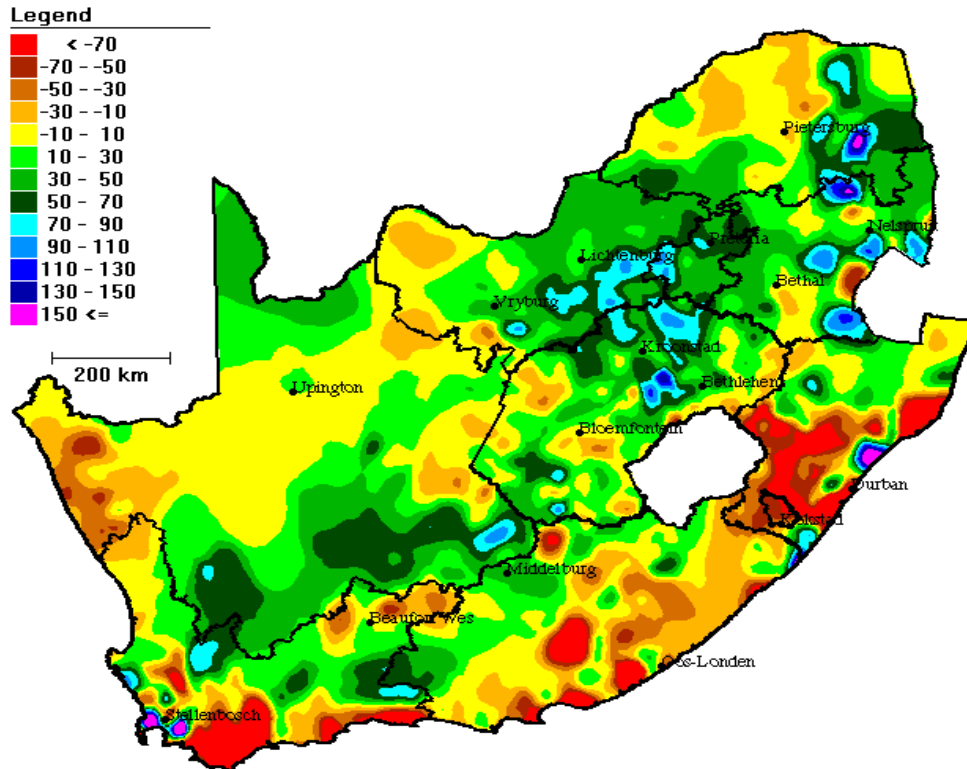 Legend
< -70
-70 - -50
-50 - -30
-30 - -10
-10 - 10
10 - 30
30 - 50
50 - 70
70 - 90
90 - 110
110 - 130
130 - 150
150 <=
200 km
Pietersburg
Nelspruit
Pretoria
Lichtenburg
Bethal
Vryburg
Kroonstad
Upington
Bethlehem
Bloemfontein
Durban
Kokstad
Middelburg
Beaufort Wes
Oos-Londen
Stellenbosch